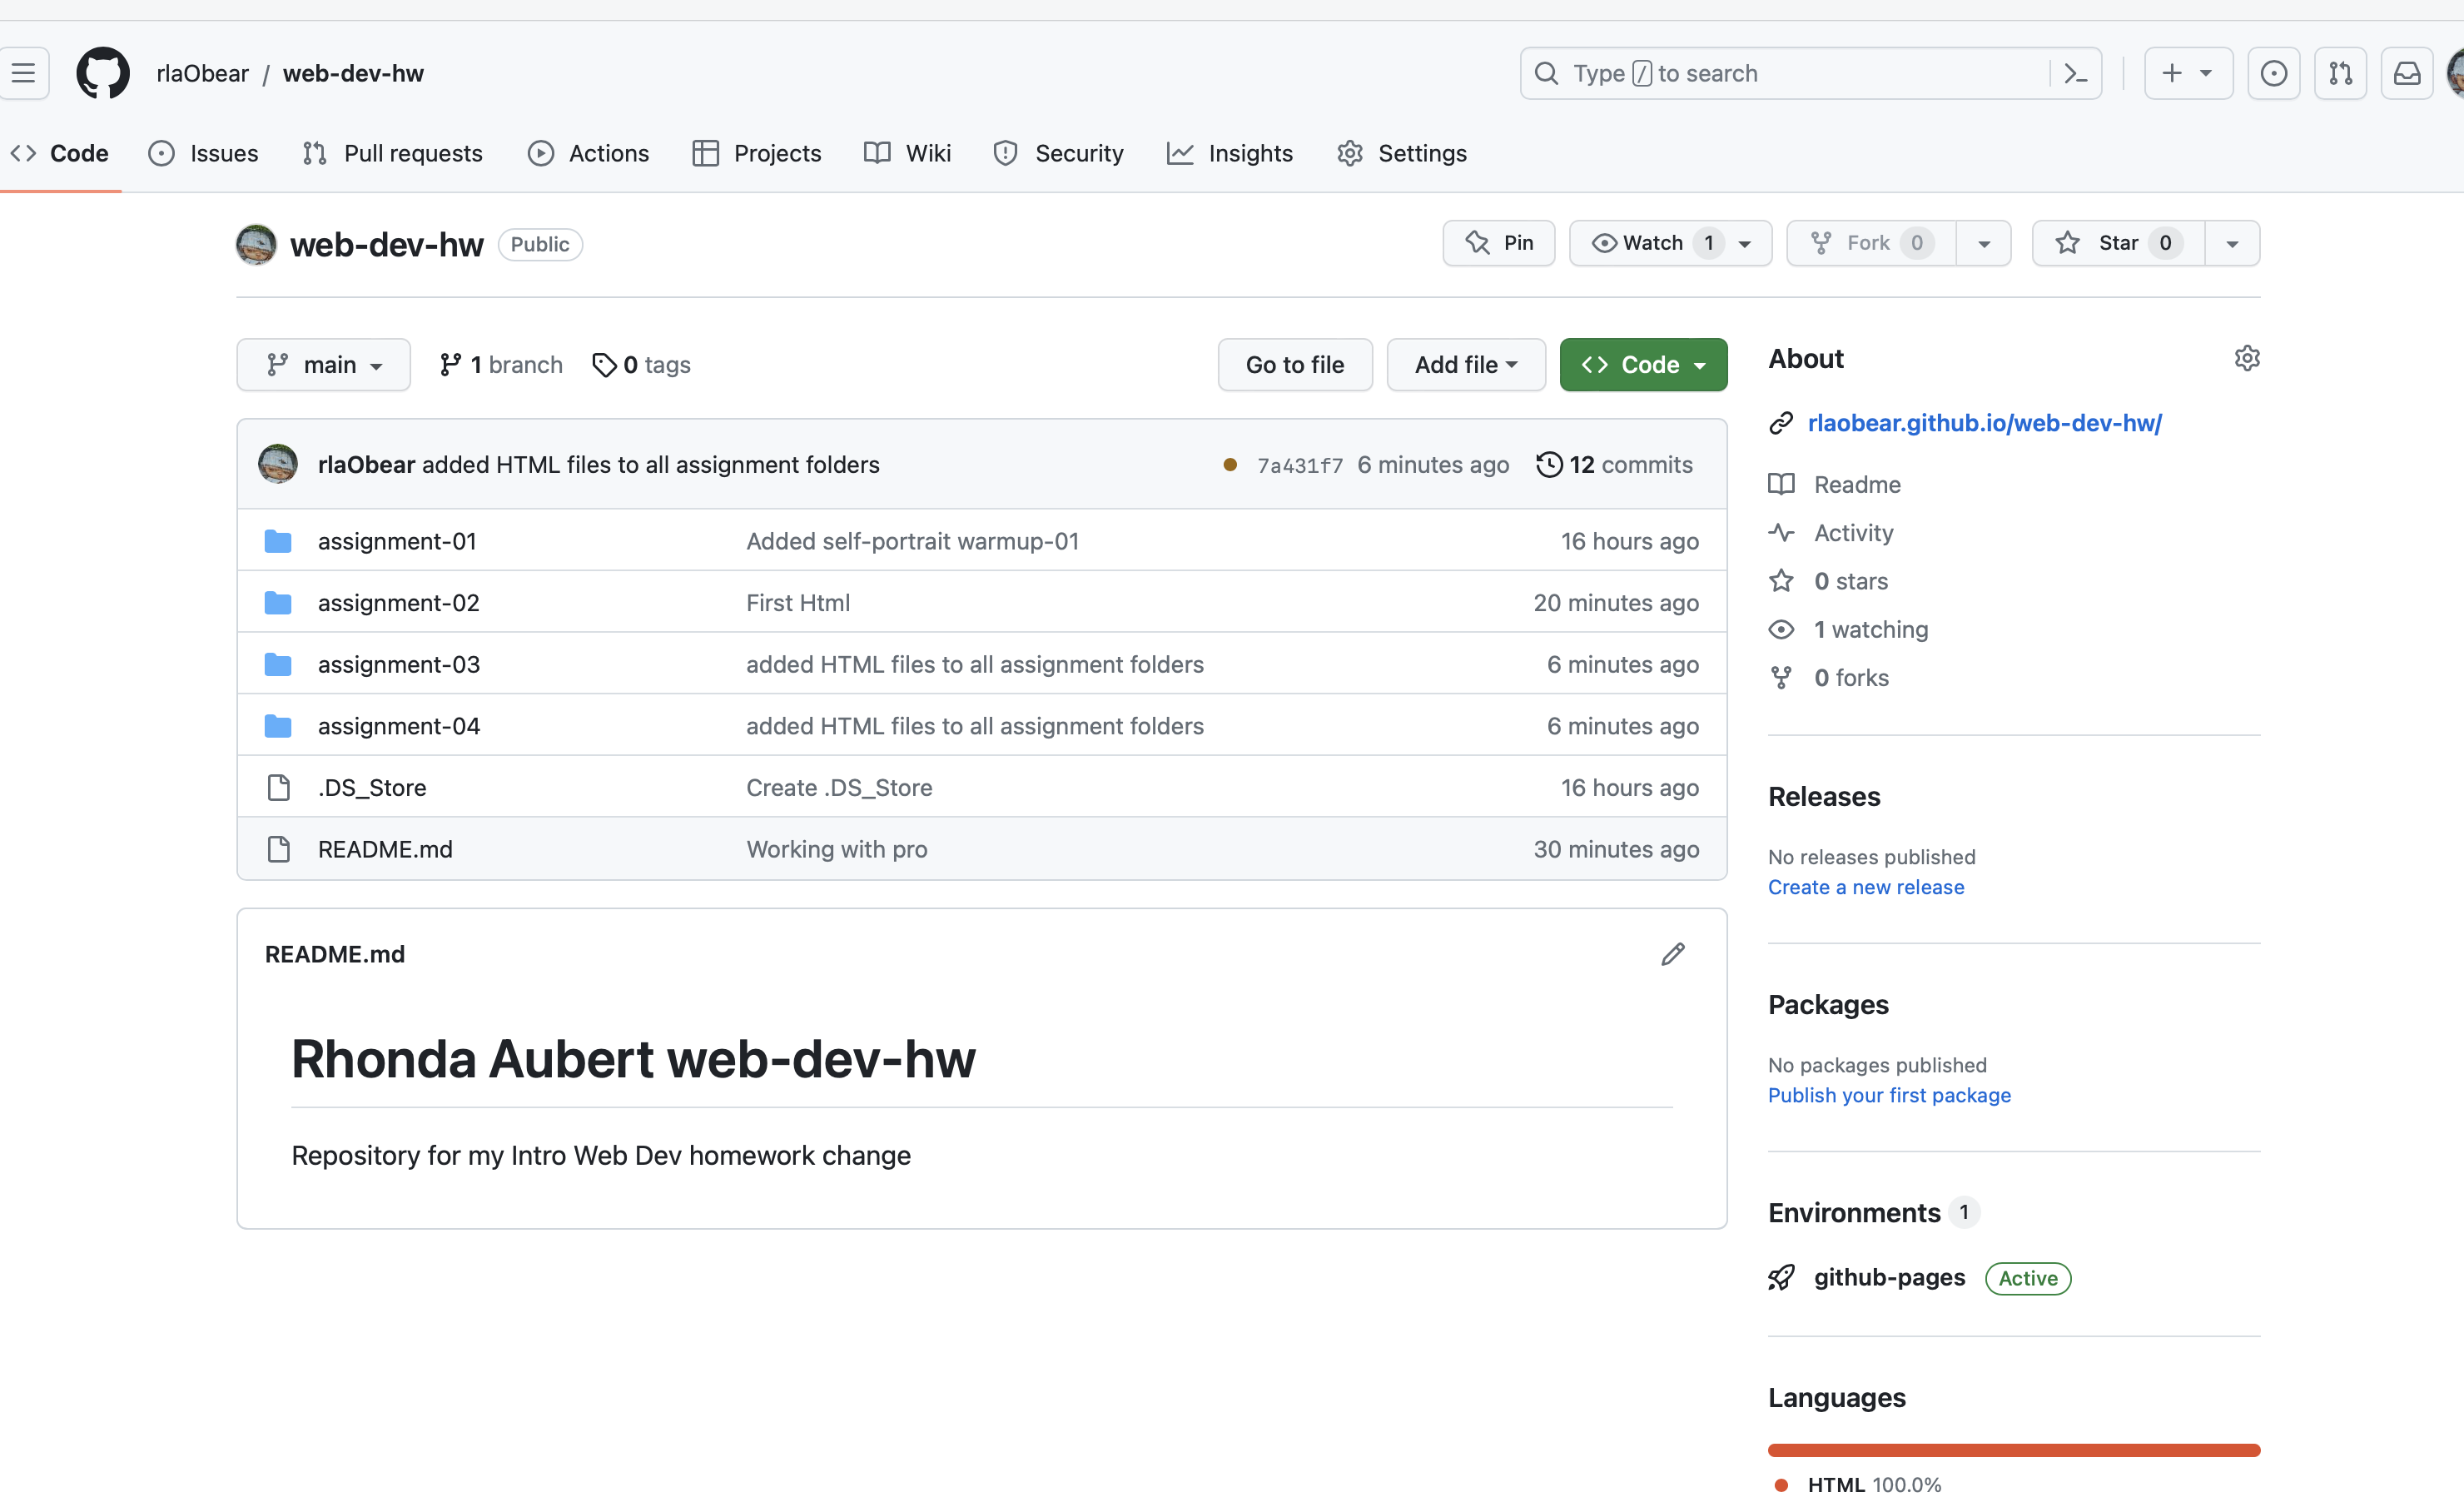 rlaObear / web-dev-hw
Type / to search
Code Issues Pull requests Actions Projects Wiki Security Insights Settings
web-dev-hw Public
Pin Watch 1 Fork 0 Star 0
main 1 branch 0 tags
Go to file Add file Code
rlaObear added HTML files to all assignment folders 7a431f7 6 minutes ago 12 commits
assignment-01 Added self-portrait warmup-01 16 hours ago
assignment-02 First Html 20 minutes ago
assignment-03 added HTML files to all assignment folders 6 minutes ago
assignment-04 added HTML files to all assignment folders 6 minutes ago
.DS_Store Create .DS_Store 16 hours ago
README.md Working with pro 30 minutes ago
README.md
Rhonda Aubert web-dev-hw
Repository for my Intro Web Dev homework change
About
rlaobear.github.io/web-dev-hw/
Readme
Activity
0 stars
1 watching
0 forks
Releases
No releases published
Create a new release
Packages
No packages published
Publish your first package
Environments 1
github-pages Active
Languages
HTML 100.0%